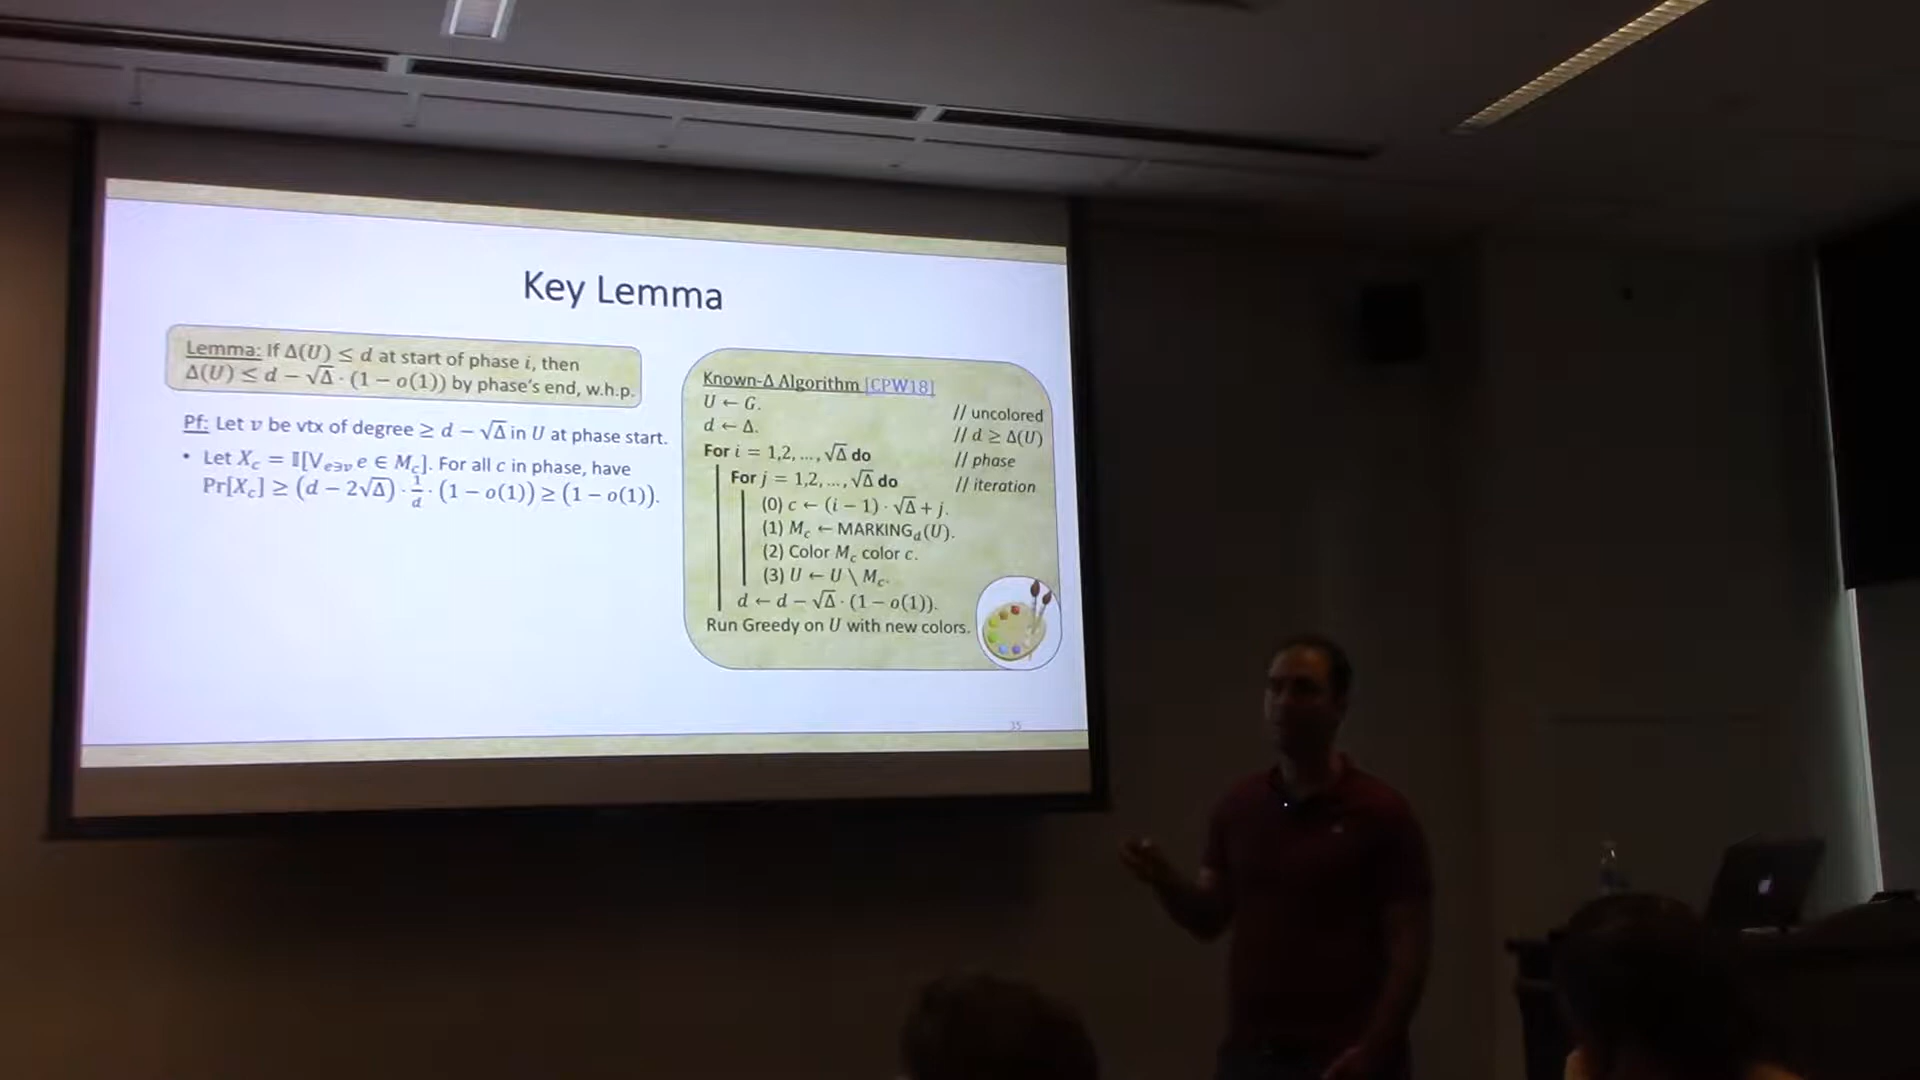 Key Lemma
Lemma: If Δ(U) ≤ d at start of phase i, then
Δ(U) ≤ d − √Δ · (1 − o(1)) by phase's end, w.h.p.
Pf: Let v be vtx of degree ≥ d − √Δ in U at phase start.
• Let X_c = 𝕀[V_{e∋v} e ∈ M_c]. For all c in phase, have
Pr[X_c] ≥ (d − 2√Δ) · 1/d · (1 − o(1)) ≥ (1 − o(1)).
Known-Δ Algorithm [CPW18]
U ← G. // uncolored
d ← Δ. // d ≥ Δ(U)
For i = 1,2, ..., √Δ do // phase
For j = 1,2, ..., √Δ do // iteration
(0) c ← (i − 1) · √Δ + j.
(1) M_c ← MARKING_d(U).
(2) Color M_c color c.
(3) U ← U \ M_c.
d ← d − √Δ · (1 − o(1)).
Run Greedy on U with new colors.
35